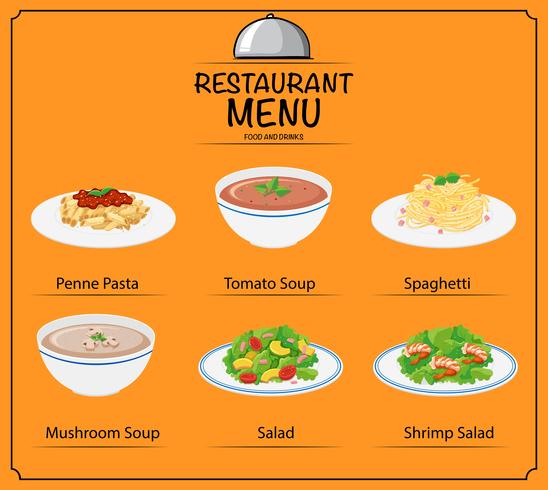 RESTAURANT
MENU
FOOD AND DRINKS
Penne Pasta
Tomato Soup
Spaghetti
Mushroom Soup
Salad
Shrimp Salad